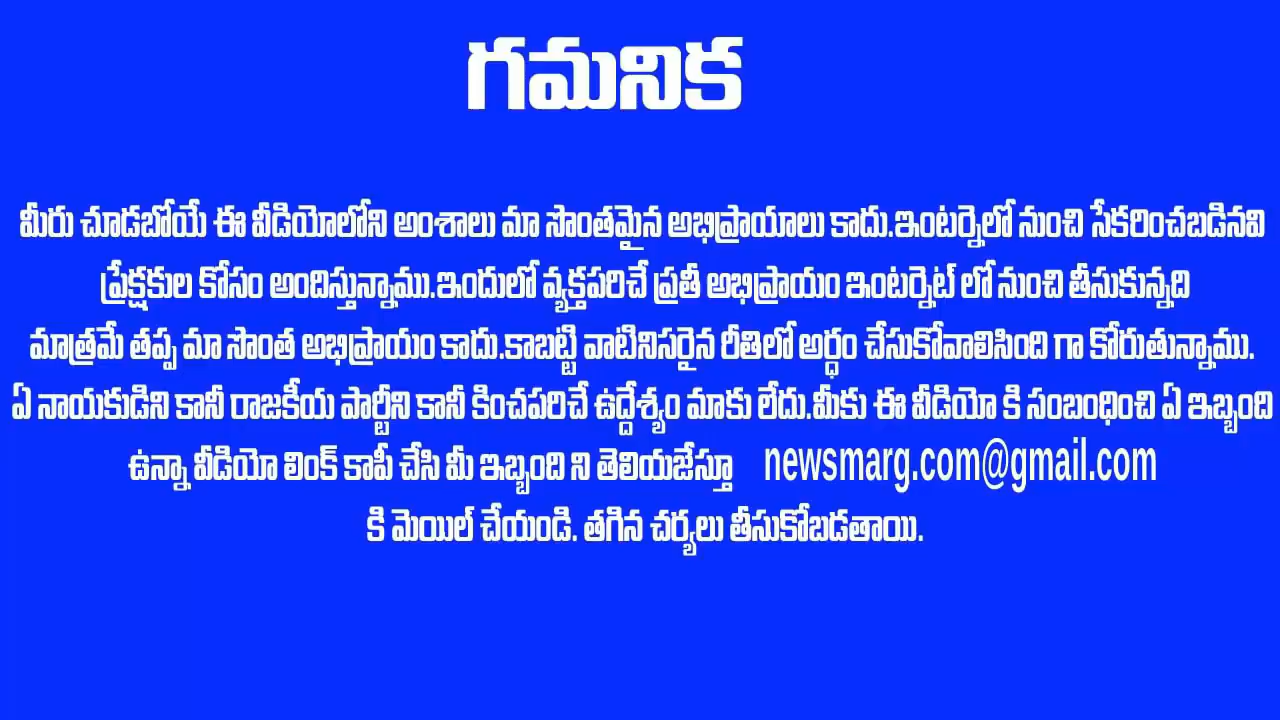 గమనిక
మీరు చూడబోయే ఈ వీడియోలోని అంశాలు మా సొంతమైన అభిప్రాయాలు కాదు.ఇంటర్నెలో నుంచి సేకరించబడినవి
ప్రేక్షకుల కోసం అందిస్తున్నాము.ఇందులో వ్యక్తపరిచే ప్రతీ అభిప్రాయం ఇంటర్నెట్ లో నుంచి తీసుకున్నది
మాత్రమే తప్ప మా సొంత అభిప్రాయం కాదు.కాబట్టి వాటినిసరైన రీతిలో అర్ధం చేసుకోవాలిసింది గా కోరుతున్నాము.
ఏ నాయకుడిని కానీ రాజకీయ పార్టీని కానీ కించపరిచే ఉద్దేశ్యం మాకు లేదు.మీకు ఈ వీడియో కి సంబంధించి ఏ ఇబ్బంది
ఉన్నా వీడియో లింక్ కాపీ చేసి మీ ఇబ్బంది ని తెలియజేస్తూ newsmarg.com@gmail.com
కి మెయిల్ చేయండి. తగిన చర్యలు తీసుకోబడతాయి.